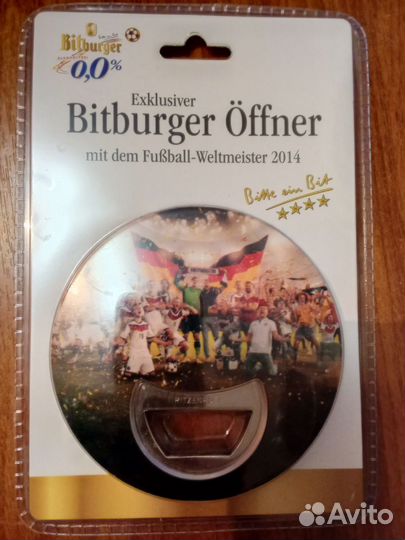 Bitburger
0,0%
Exklusiver
Bitburger Öffner
mit dem Fußball-Weltmeister 2014
Bitte ein Bit
Avito